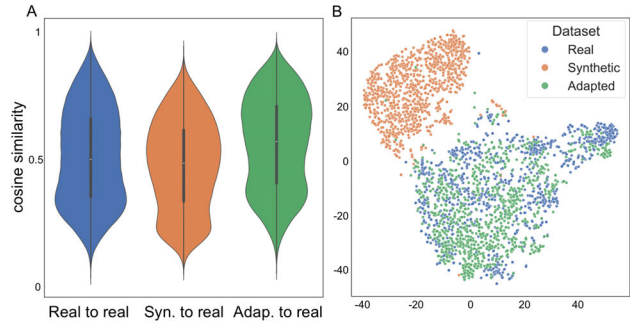 A
1
0.5
0
cosine similarity
Real to real
Syn. to real
Adap. to real
B
Dataset
Real
Synthetic
Adapted
40
20
0
-20
-40
-40
-20
0
20
40
60